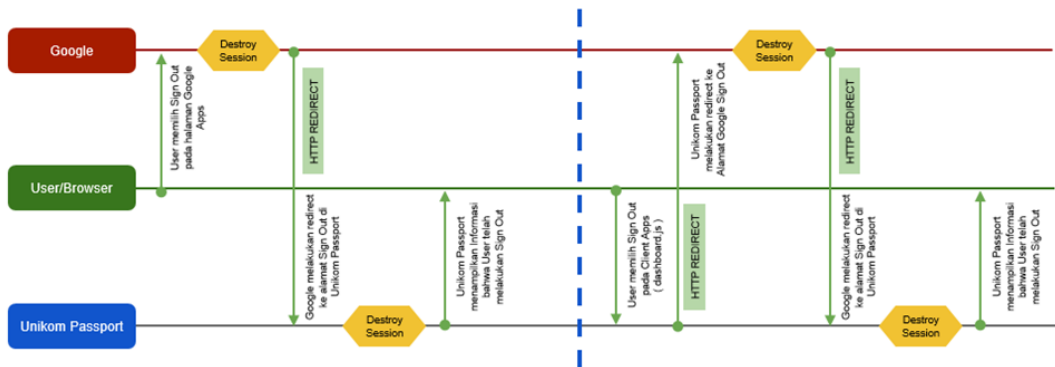 Google
Destroy
Session
User memilih Sign Out
pada halaman Google
Apps
HTTP REDIRECT
Unikom Passport
melakukan redirect ke
Alamat Google Sign Out
Destroy
Session
HTTP REDIRECT
User/Browser
Google melakukan redirect
ke alamat Sign Out di
Unikom Passport
Unikom Passport
menampilkan Informasi
bahwa User telah
melakukan Sign Out
User memilih Sign Out
pada Client Apps
( dashboard.js )
HTTP REDIRECT
Google melakukan redirect
ke alamat Sign Out di
Unikom Passport
Unikom Passport
menampilkan Informasi
bahwa User telah
melakukan Sign Out
Unikom Passport
Destroy
Session
Destroy
Session